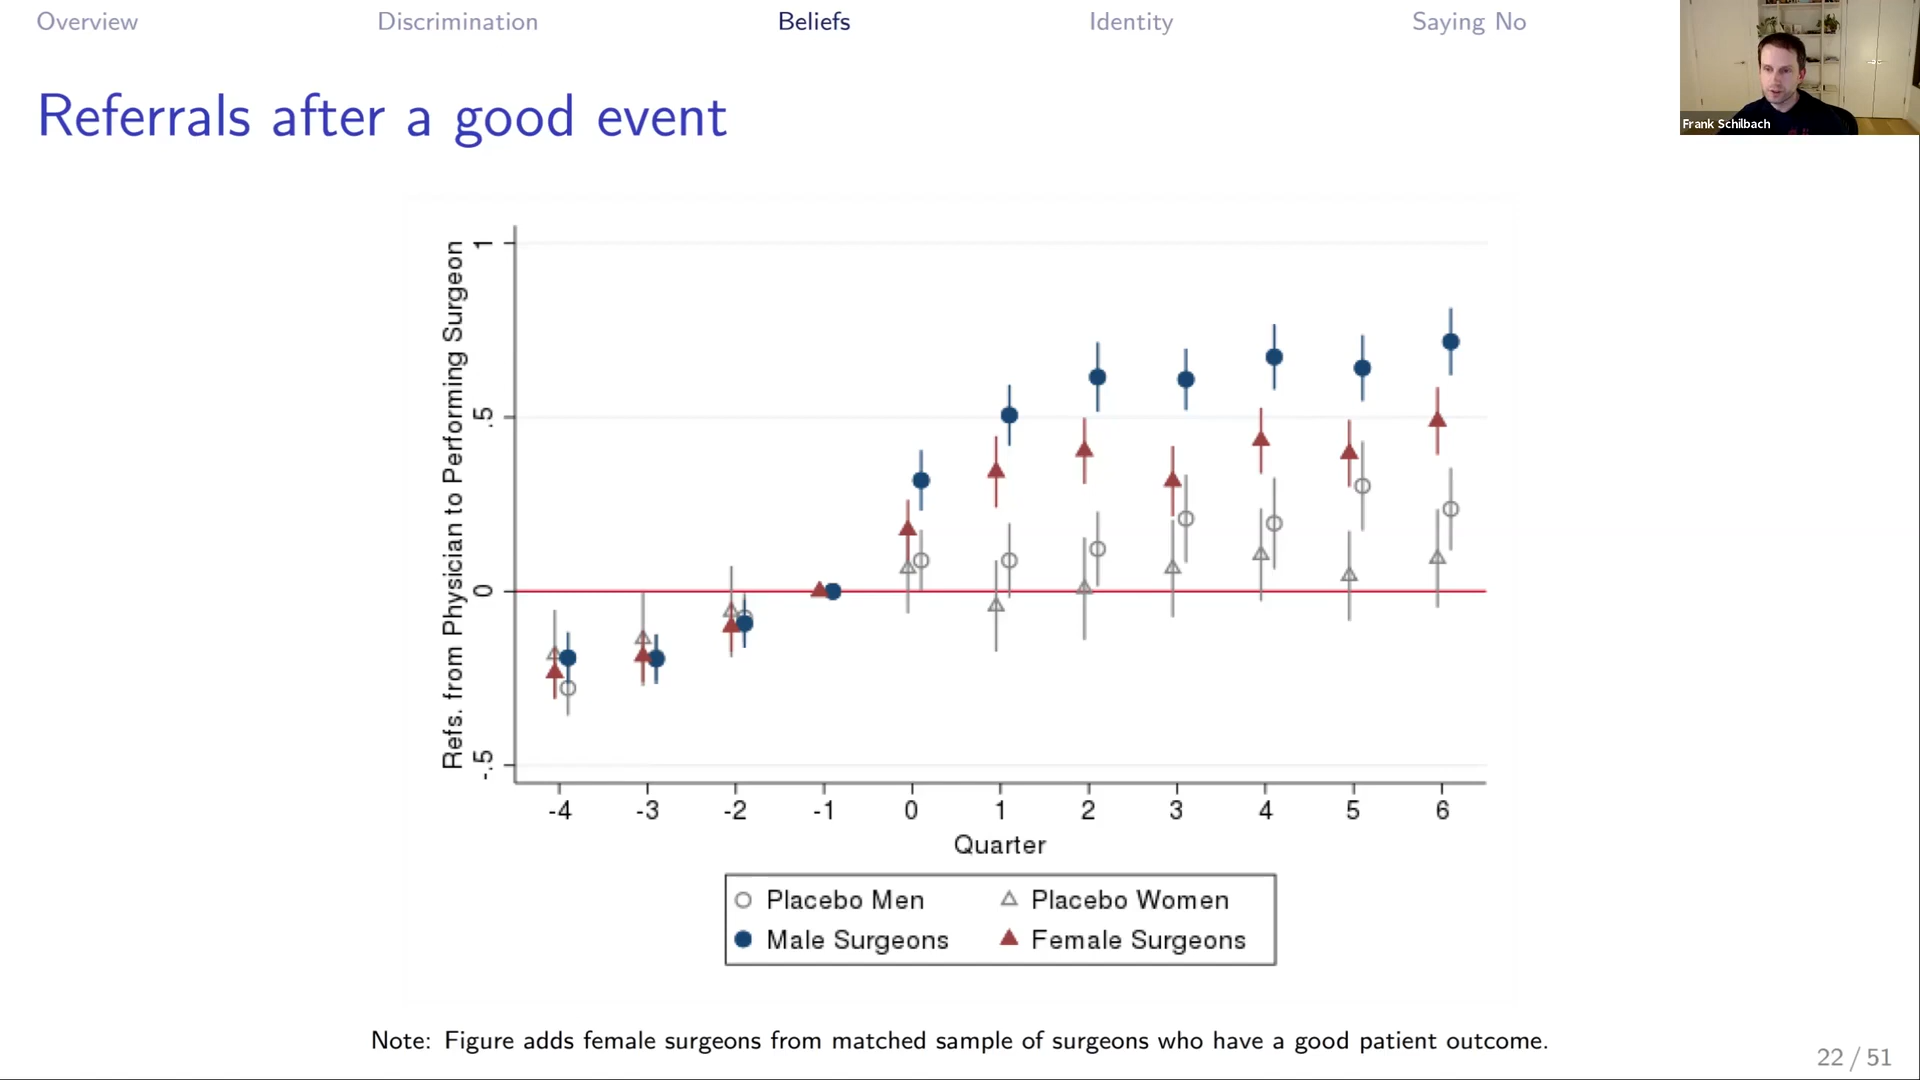 Overview Discrimination Beliefs Identity Saying No
Frank Schilbach
Referrals after a good event
Refs. from Physician to Performing Surgeon
1
.5
0
-.5
-4 -3 -2 -1 0 1 2 3 4 5 6
Quarter
Placebo Men Placebo Women
Male Surgeons Female Surgeons
Note: Figure adds female surgeons from matched sample of surgeons who have a good patient outcome.
22 / 51